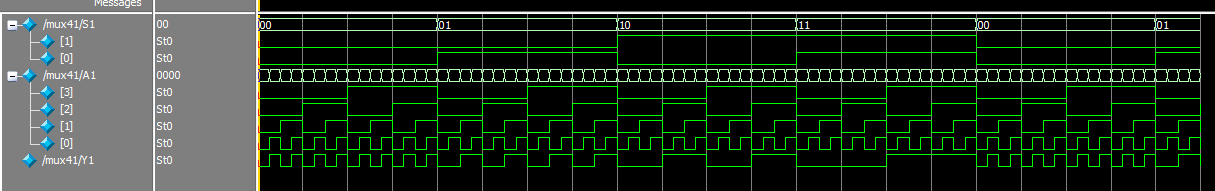 Messages
/mux41/S1 00 00 01 10 11 00 01
[1] St0
[0] St0
/mux41/A1 0000
[3] St0
[2] St0
[1] St0
[0] St0
/mux41/Y1 St0